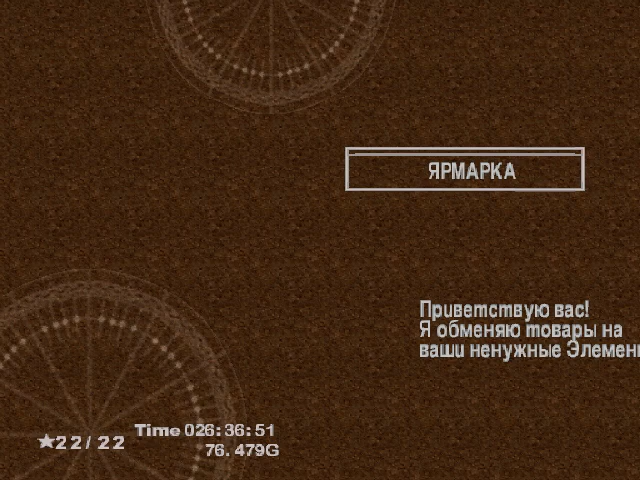 ЯРМАРКА
Приветствую вас!
Я обменяю товары на
ваши ненужные
★22/22
Time 026:36:51
76.479G